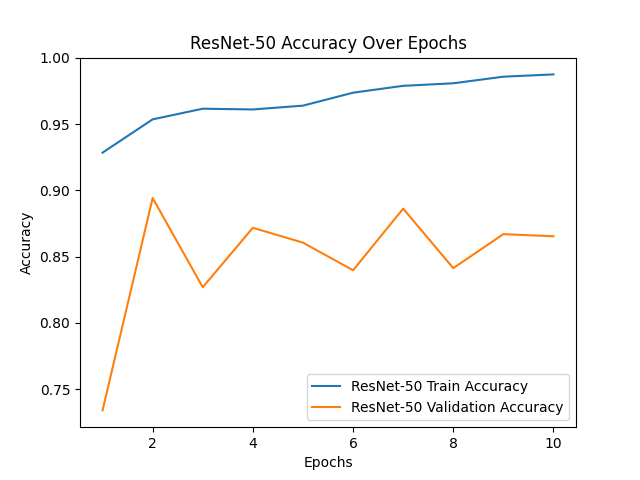 ResNet-50 Accuracy Over Epochs
1.00
0.95
0.90
0.85
0.80
0.75
Accuracy
ResNet-50 Train Accuracy
ResNet-50 Validation Accuracy
2 4 6 8 10
Epochs